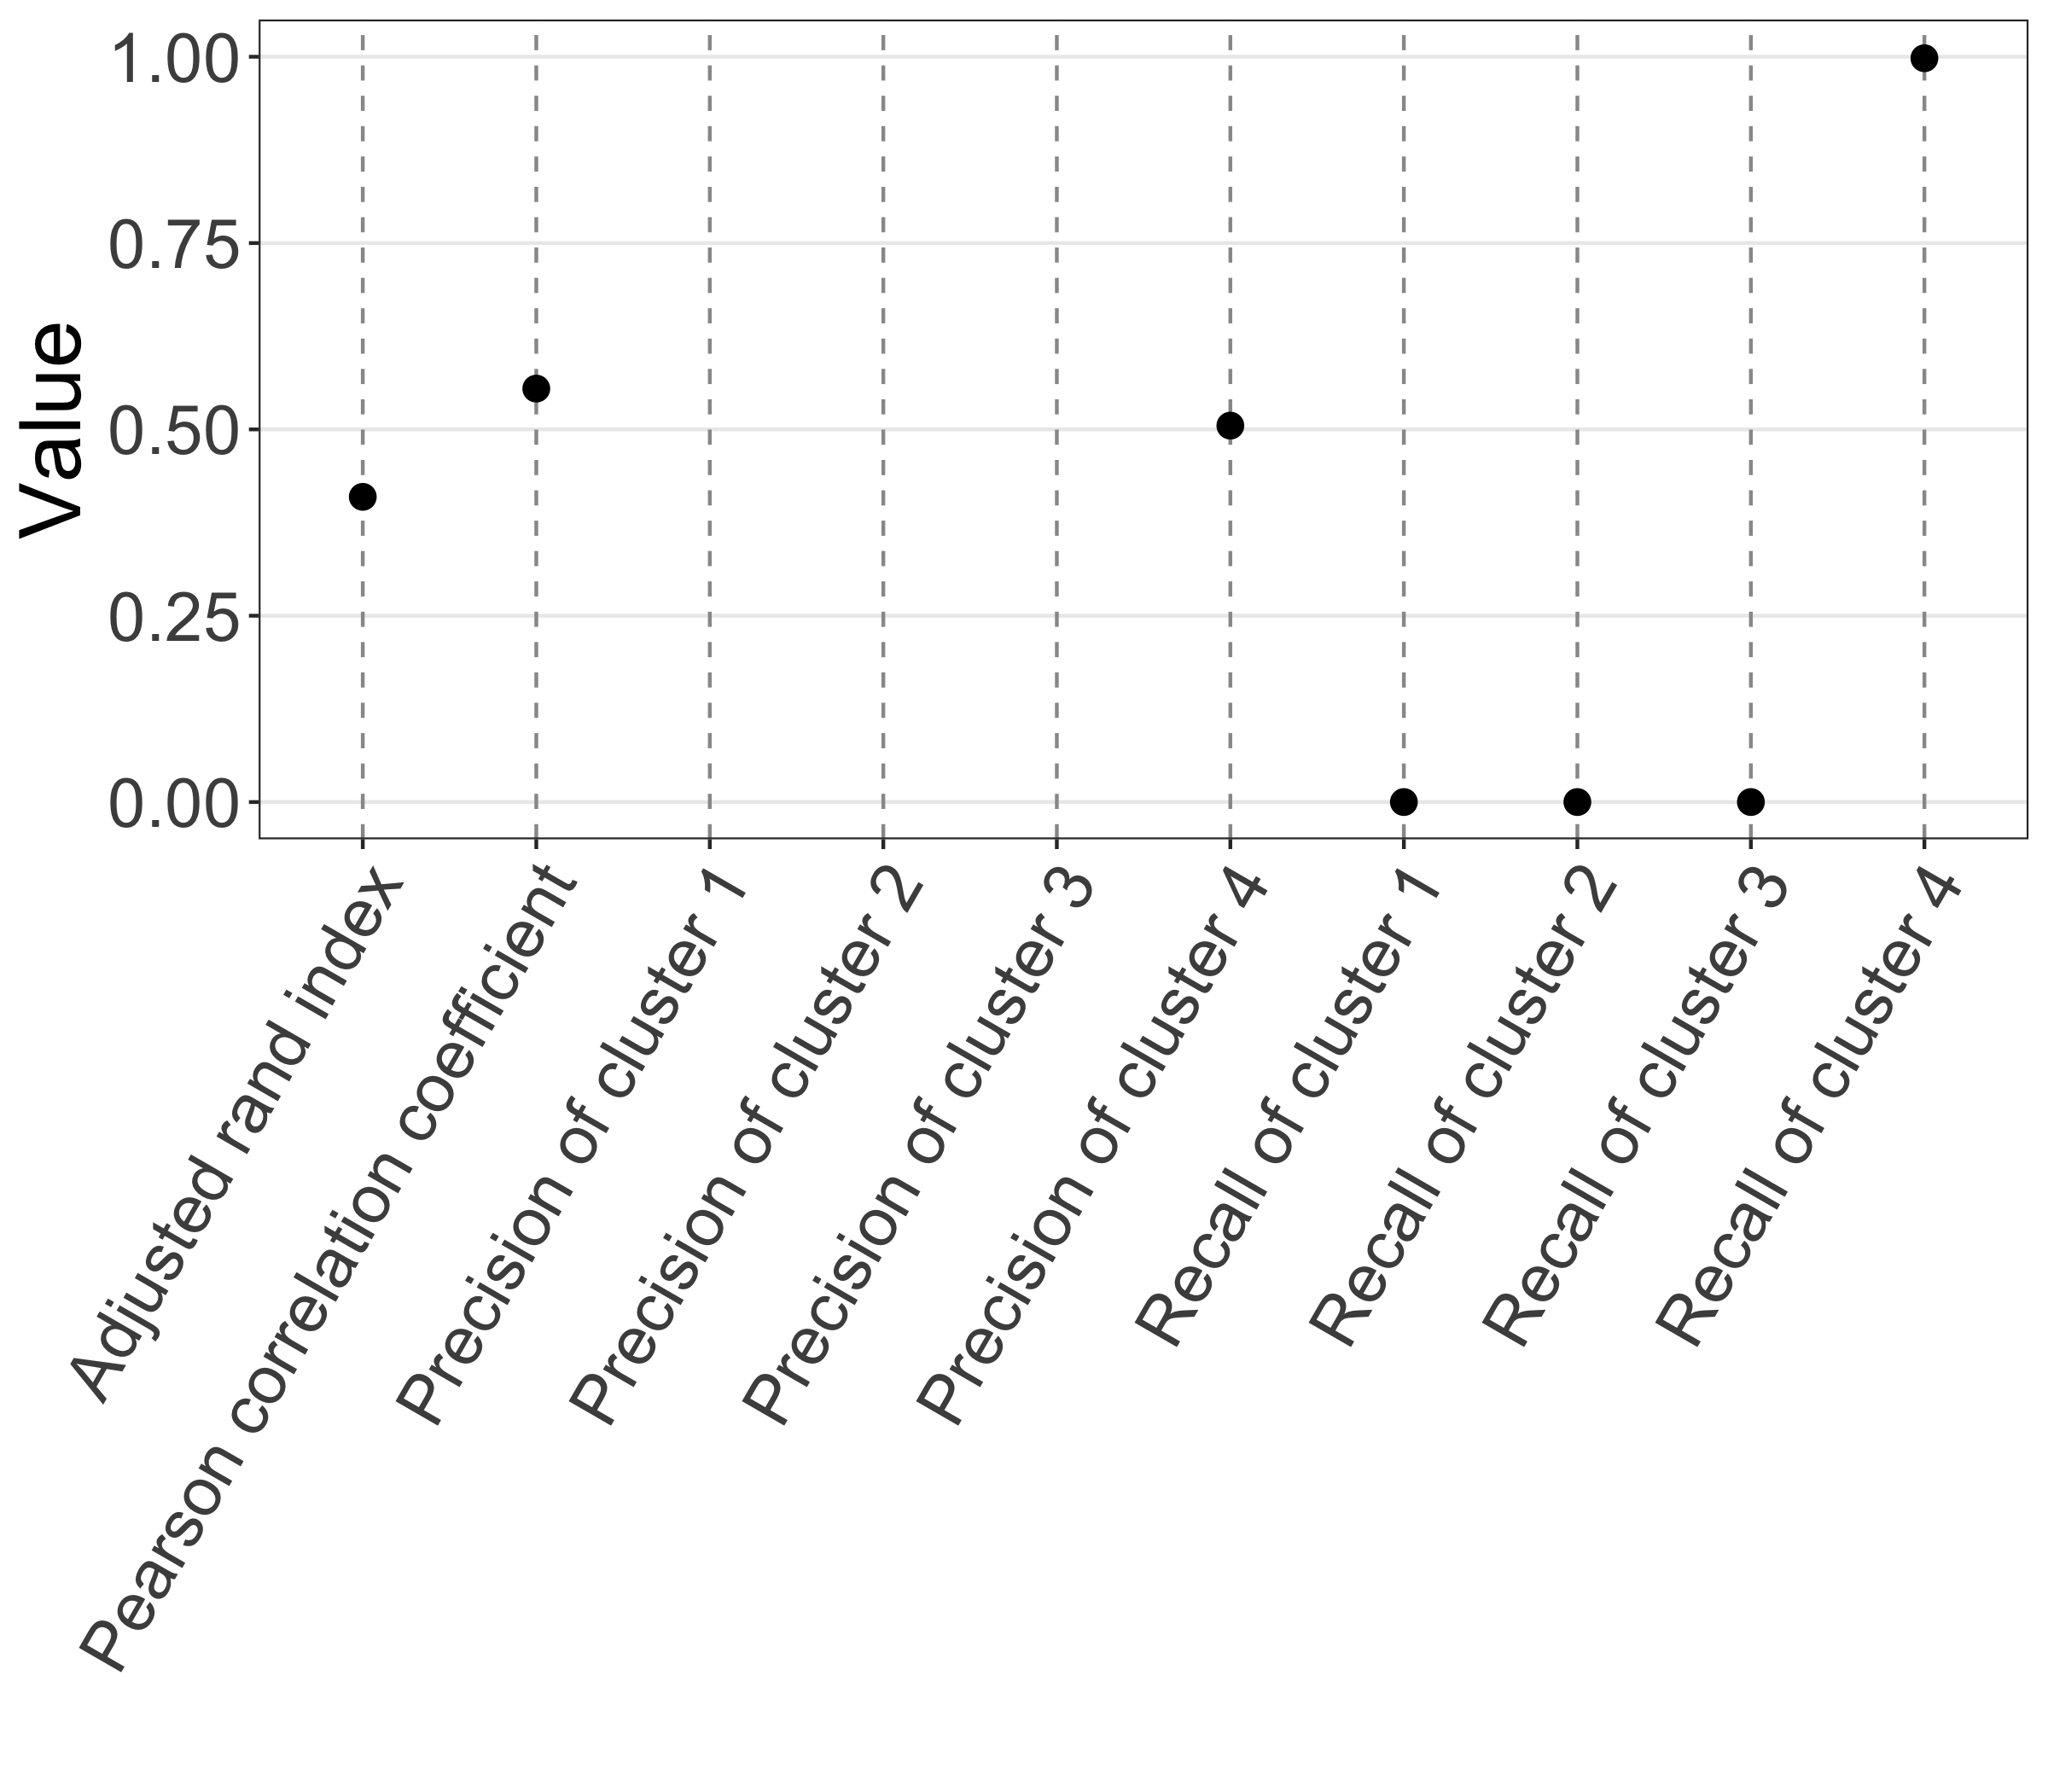 Value
1.00
0.75
0.50
0.25
0.00
Adjusted rand index
Pearson correlation coefficient
Precision of cluster 1
Precision of cluster 2
Precision of cluster 3
Precision of cluster 4
Recall of cluster 1
Recall of cluster 2
Recall of cluster 3
Recall of cluster 4